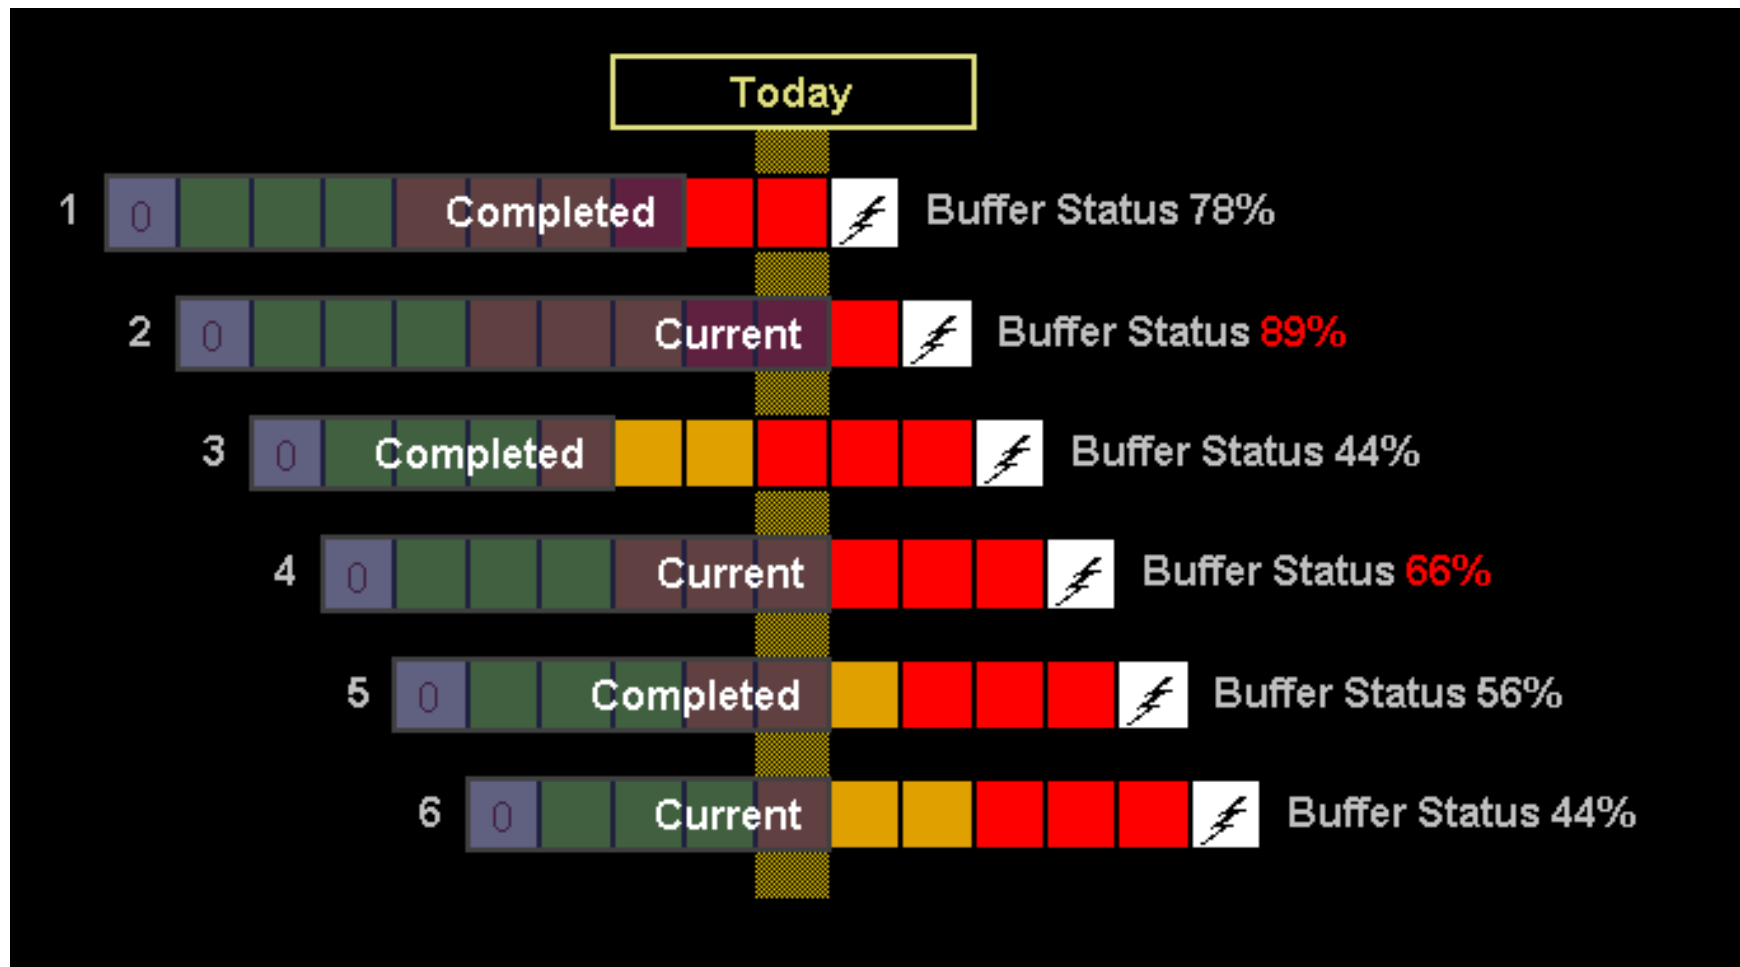 Today
1 0 Completed Buffer Status 78%
2 0 Current Buffer Status 89%
3 0 Completed Buffer Status 44%
4 0 Current Buffer Status 66%
5 0 Completed Buffer Status 56%
6 0 Current Buffer Status 44%